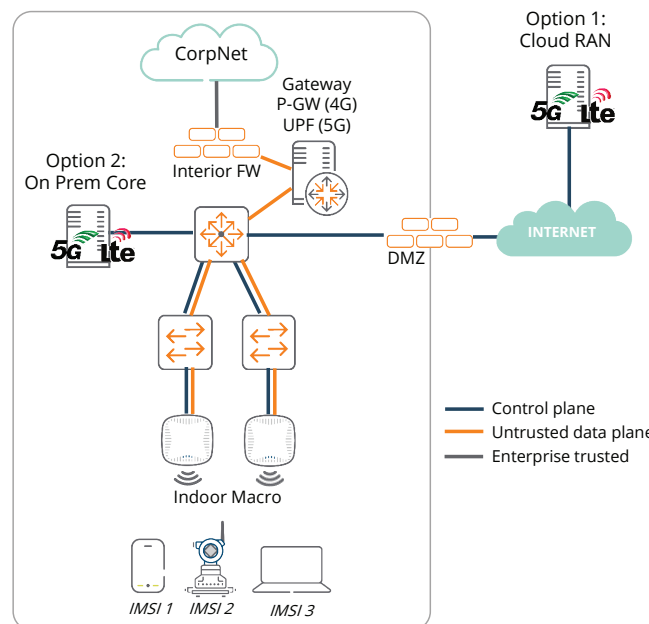 Option 1:
Cloud RAN
5G
lte
CorpNet
Gateway
P-GW (4G)
UPF (5G)
Interior FW
Option 2:
On Prem Core
5G
lte
DMZ
INTERNET
Control plane
Untrusted data plane
Enterprise trusted
Indoor Macro
IMSI 1
IMSI 2
IMSI 3